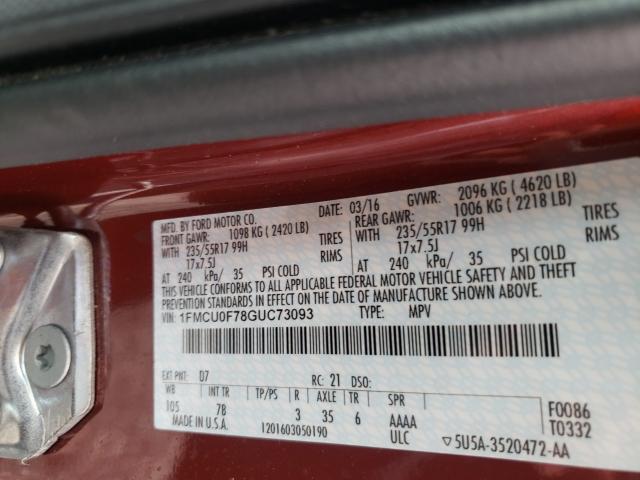 MFD. BY FORD MOTOR CO.
DATE: 03/16 GVWR: 2096 KG ( 4620 LB)
FRONT GAWR: 1098 KG ( 2420 LB)
REAR GAWR: 1006 KG ( 2218 LB)
WITH 235/55R17 99H TIRES
WITH 235/55R17 99H TIRES
17x7.5J RIMS
17x7.5J RIMS
AT 240 kPa/ 35 PSI COLD
AT 240 kPa/ 35 PSI COLD
THIS VEHICLE CONFORMS TO ALL APPLICABLE FEDERAL MOTOR VEHICLE SAFETY AND THEFT
PREVENTION STANDARDS IN EFFECT ON THE DATE OF MANUFACTURE SHOWN ABOVE.
VIN: 1FMCU0F78GUC73093
TYPE: MPV
EXT PNT: D7 RC: 21 DSO:
WB INT TR TP/PS R AXLE TR SPR
105 7B 3 35 6 AAAA
F0086
T0332
MADE IN U.S.A. 1201603050190 ULC
▽5U5A-3520472-AA